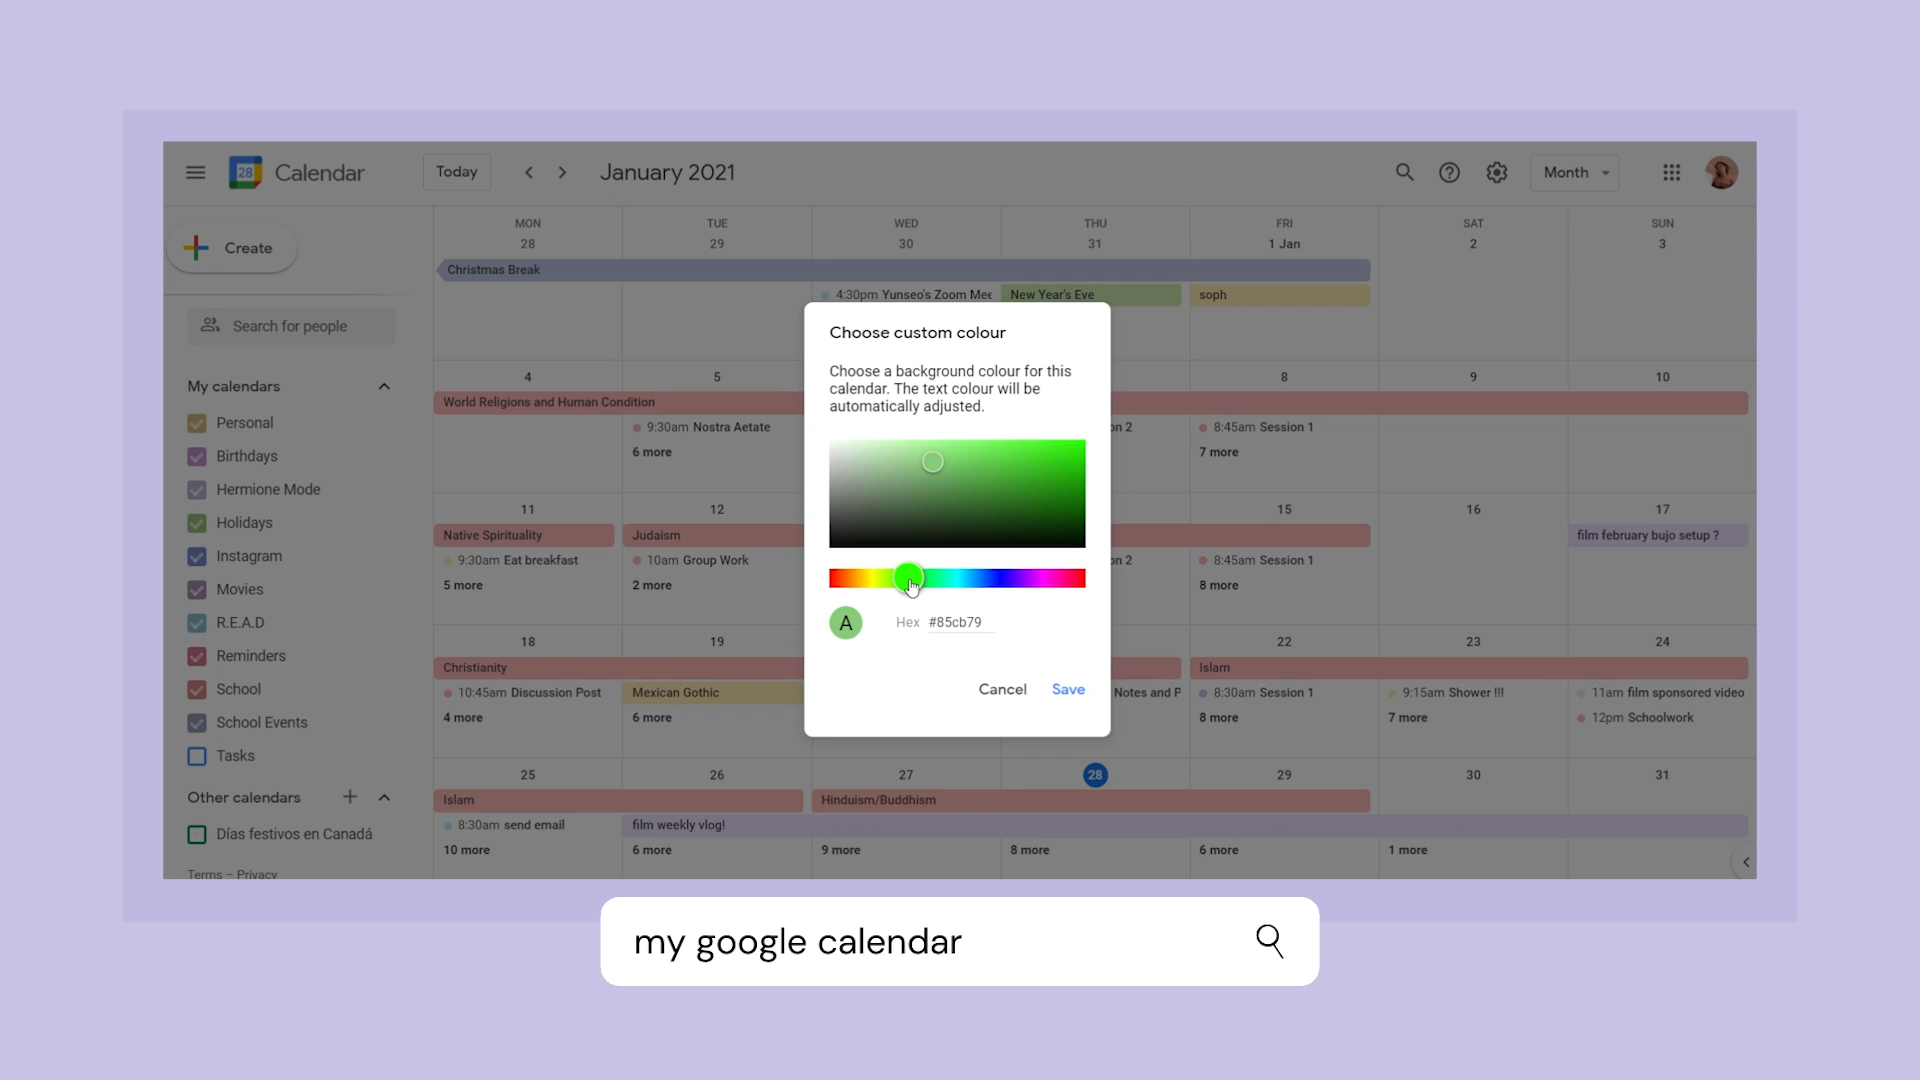 28 Calendar Today January 2021 Month
Create
Search for people
My calendars
Personal
Birthdays
Hermione Mode
Holidays
Instagram
Movies
R.E.A.D
Reminders
School
School Events
Tasks
Other calendars
Días festivos en Canadá
Terms – Privacy
MON TUE WED THU FRI SAT SUN
28 29 30 31 1 Jan 2 3
Christmas Break
4:30pm Yunseo's Zoom Mee New Year's Eve soph
4 5 8 9 10
World Religions and Human Condition
9:30am Nostra Aetate on 2 8:45am Session 1
6 more 7 more
11 12 15 16 17
Native Spirituality Judaism film february bujo setup ?
9:30am Eat breakfast 10am Group Work on 2 8:45am Session 1
5 more 2 more 8 more
18 19 22 23 24
Christianity Islam
10:45am Discussion Post Mexican Gothic Notes and P 8:30am Session 1 9:15am Shower !!! 11am film sponsored video
4 more 6 more 8 more 7 more 12pm Schoolwork
25 26 27 28 29 30 31
Islam Hinduism/Buddhism
8:30am send email film weekly vlog!
10 more 6 more 9 more 8 more 6 more 1 more
Choose custom colour
Choose a background colour for this
calendar. The text colour will be
automatically adjusted.
A Hex #85cb79
Cancel Save
my google calendar